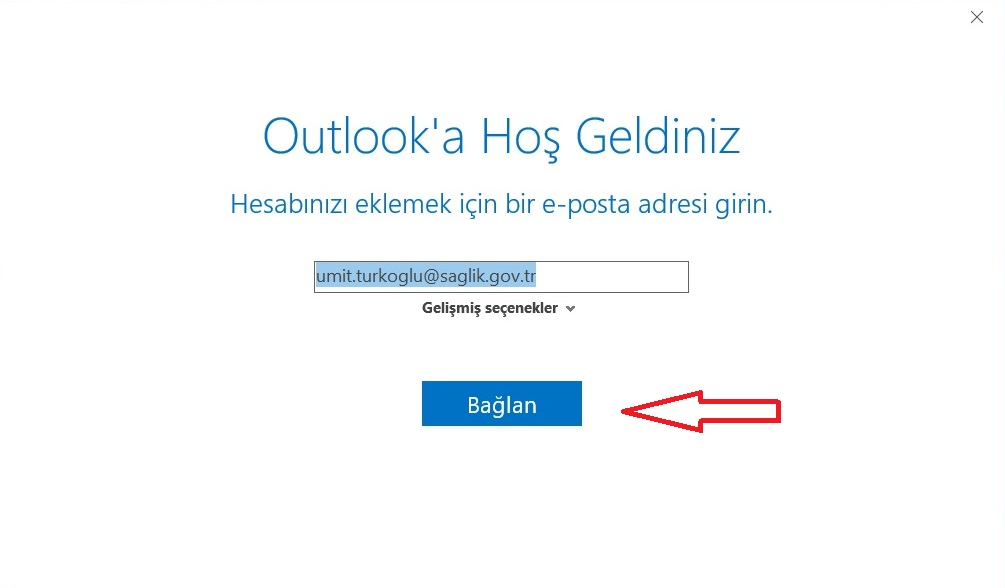 Outlook'a Hoş Geldiniz
Hesabınızı eklemek için bir e-posta adresi girin.
umit.turkoglu@saglik.gov.tr
Gelişmiş seçenekler
Bağlan